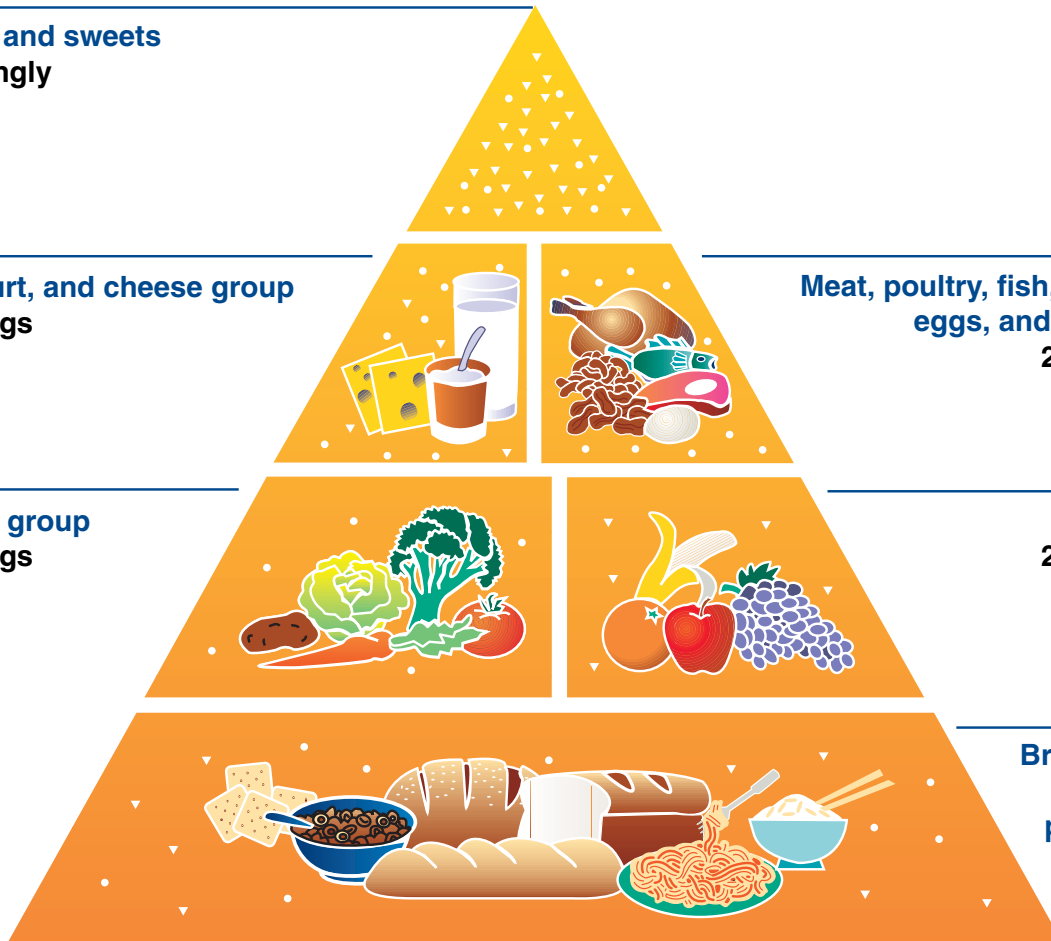 and sweets
ngly
urt, and cheese group
gs
Meat, poultry, fish,
eggs, and
2
group
gs
2
Br
p